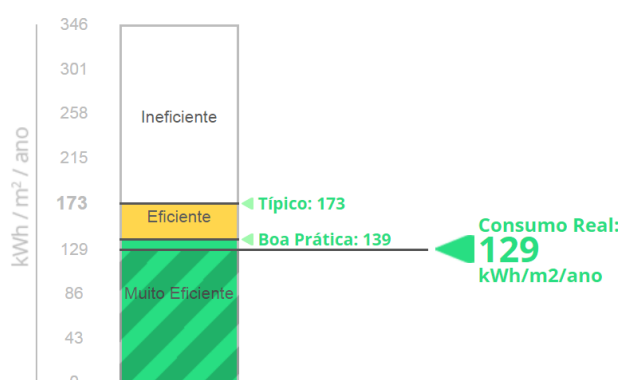 346
301
258
215
173
129
86
43
kWh / m² / ano
Ineficiente
Eficiente
Muito Eficiente
Típico: 173
Boa Prática: 139
Consumo Real:
129
kWh/m2/ano